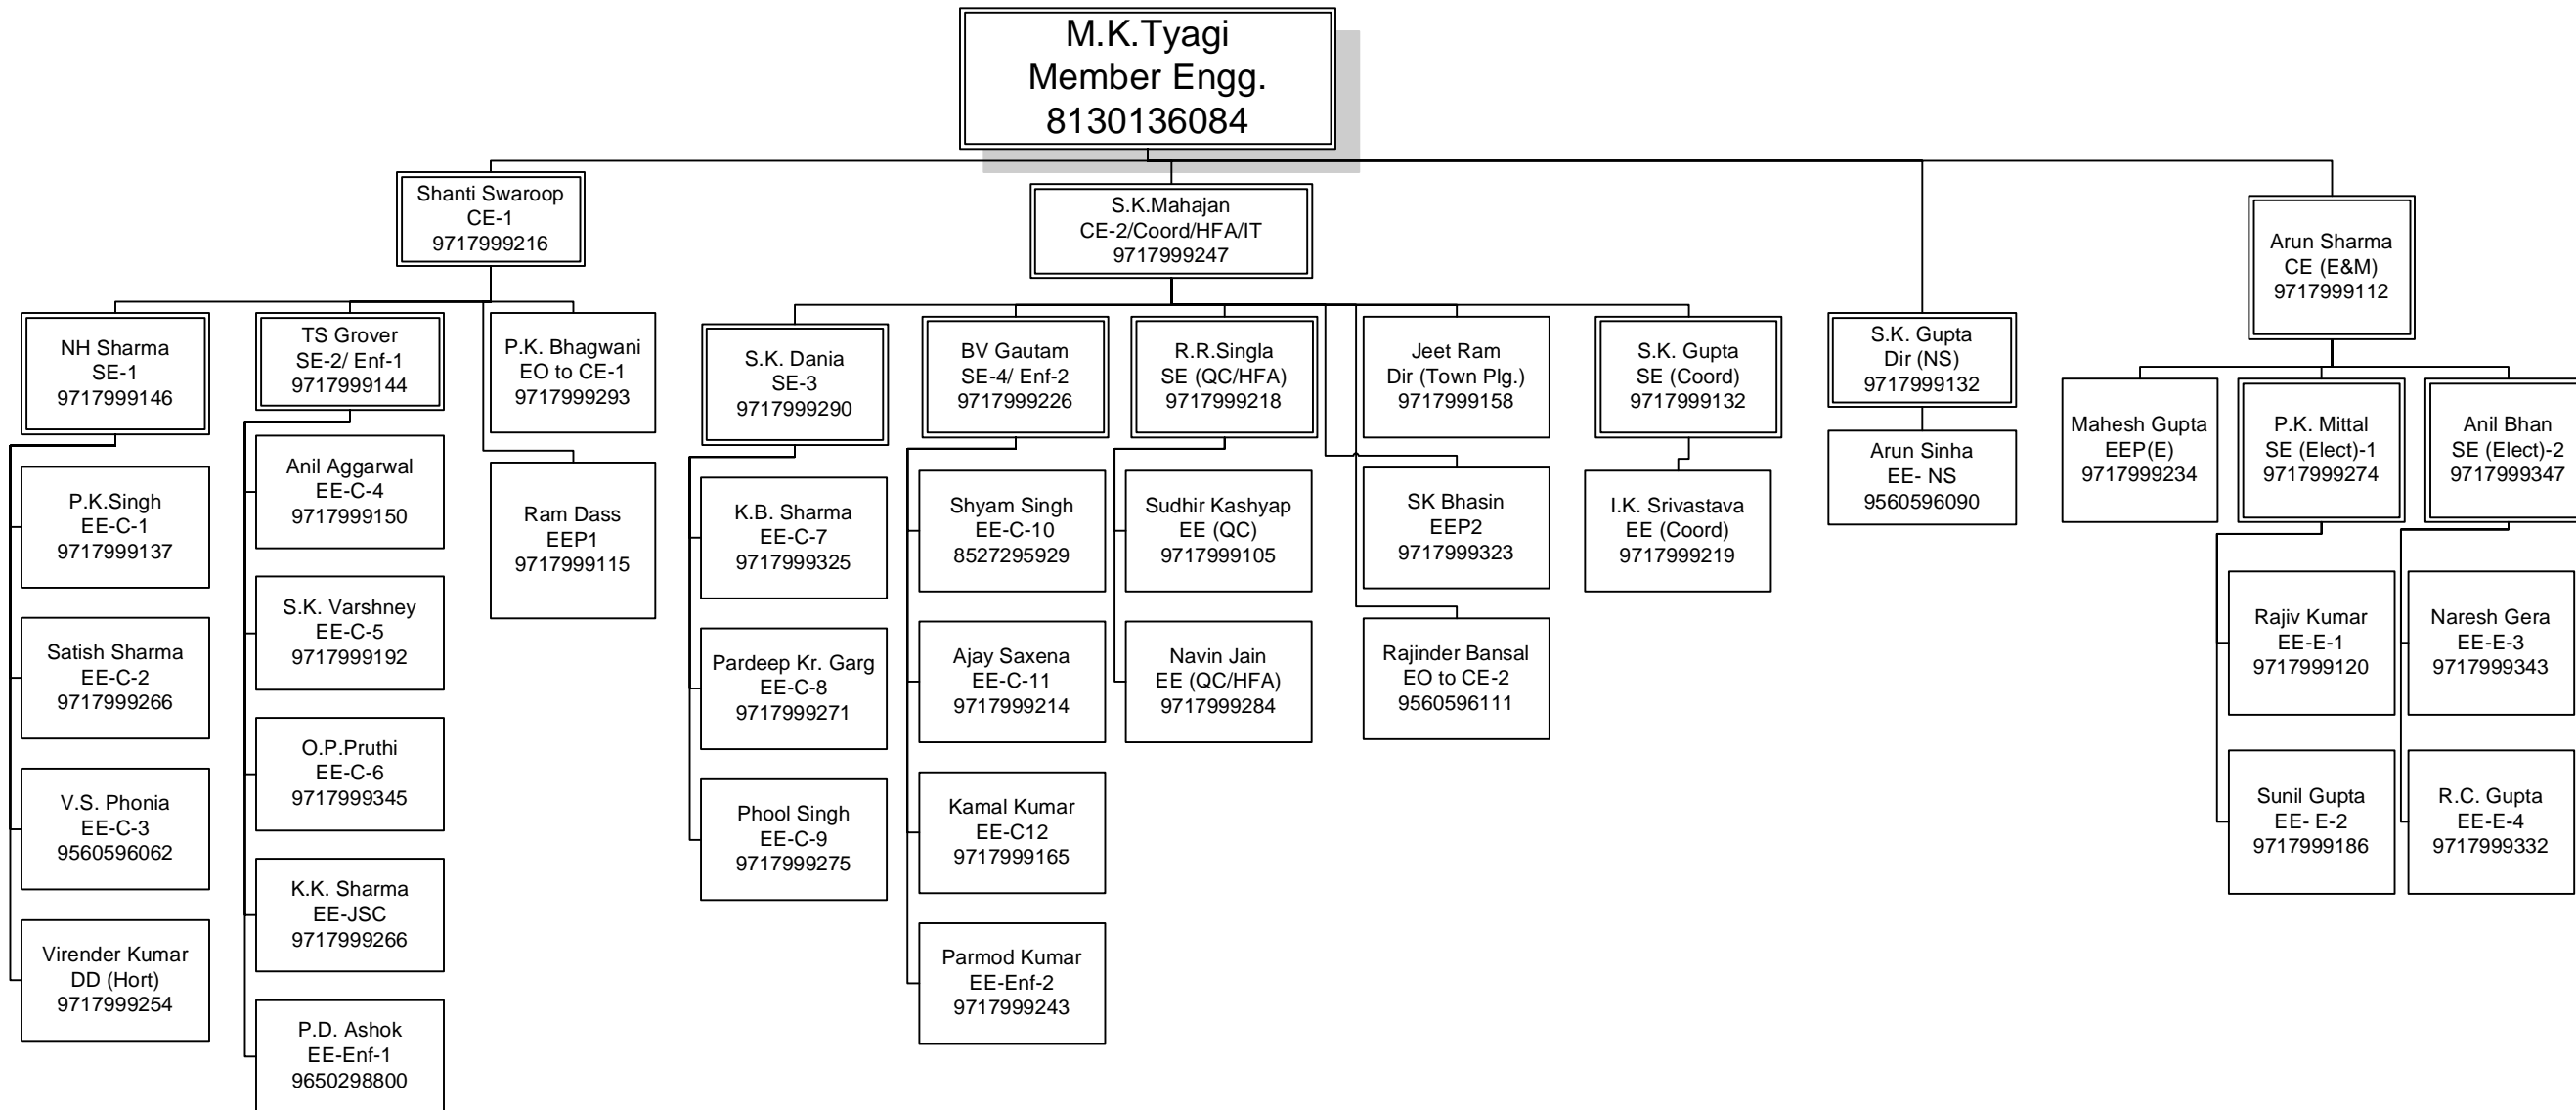 M.K.Tyagi
Member Engg.
8130136084
Shanti Swaroop
CE-1
9717999216
S.K.Mahajan
CE-2/Coord/HFA/IT
9717999247
Arun Sharma
CE (E&M)
9717999112
NH Sharma
SE-1
9717999146
TS Grover
SE-2/ Enf-1
9717999144
P.K. Bhagwani
EO to CE-1
9717999293
S.K. Dania
SE-3
9717999290
BV Gautam
SE-4/ Enf-2
9717999226
R.R.Singla
SE (QC/HFA)
9717999218
Jeet Ram
Dir (Town Plg.)
9717999158
S.K. Gupta
SE (Coord)
9717999132
S.K. Gupta
Dir (NS)
9717999132
Mahesh Gupta
EEP(E)
9717999234
P.K. Mittal
SE (Elect)-1
9717999274
Anil Bhan
SE (Elect)-2
9717999347
P.K.Singh
EE-C-1
9717999137
Anil Aggarwal
EE-C-4
9717999150
Ram Dass
EEP1
9717999115
K.B. Sharma
EE-C-7
9717999325
Shyam Singh
EE-C-10
8527295929
Sudhir Kashyap
EE (QC)
9717999105
SK Bhasin
EEP2
9717999323
I.K. Srivastava
EE (Coord)
9717999219
Arun Sinha
EE- NS
9560596090
Satish Sharma
EE-C-2
9717999266
S.K. Varshney
EE-C-5
9717999192
Pardeep Kr. Garg
EE-C-8
9717999271
Ajay Saxena
EE-C-11
9717999214
Navin Jain
EE (QC/HFA)
9717999284
Rajinder Bansal
EO to CE-2
9560596111
Rajiv Kumar
EE-E-1
9717999120
Naresh Gera
EE-E-3
9717999343
V.S. Phonia
EE-C-3
9560596062
O.P.Pruthi
EE-C-6
9717999345
Phool Singh
EE-C-9
9717999275
Kamal Kumar
EE-C12
9717999165
Sunil Gupta
EE- E-2
9717999186
R.C. Gupta
EE-E-4
9717999332
Virender Kumar
DD (Hort)
9717999254
K.K. Sharma
EE-JSC
9717999266
Parmod Kumar
EE-Enf-2
9717999243
P.D. Ashok
EE-Enf-1
9650298800